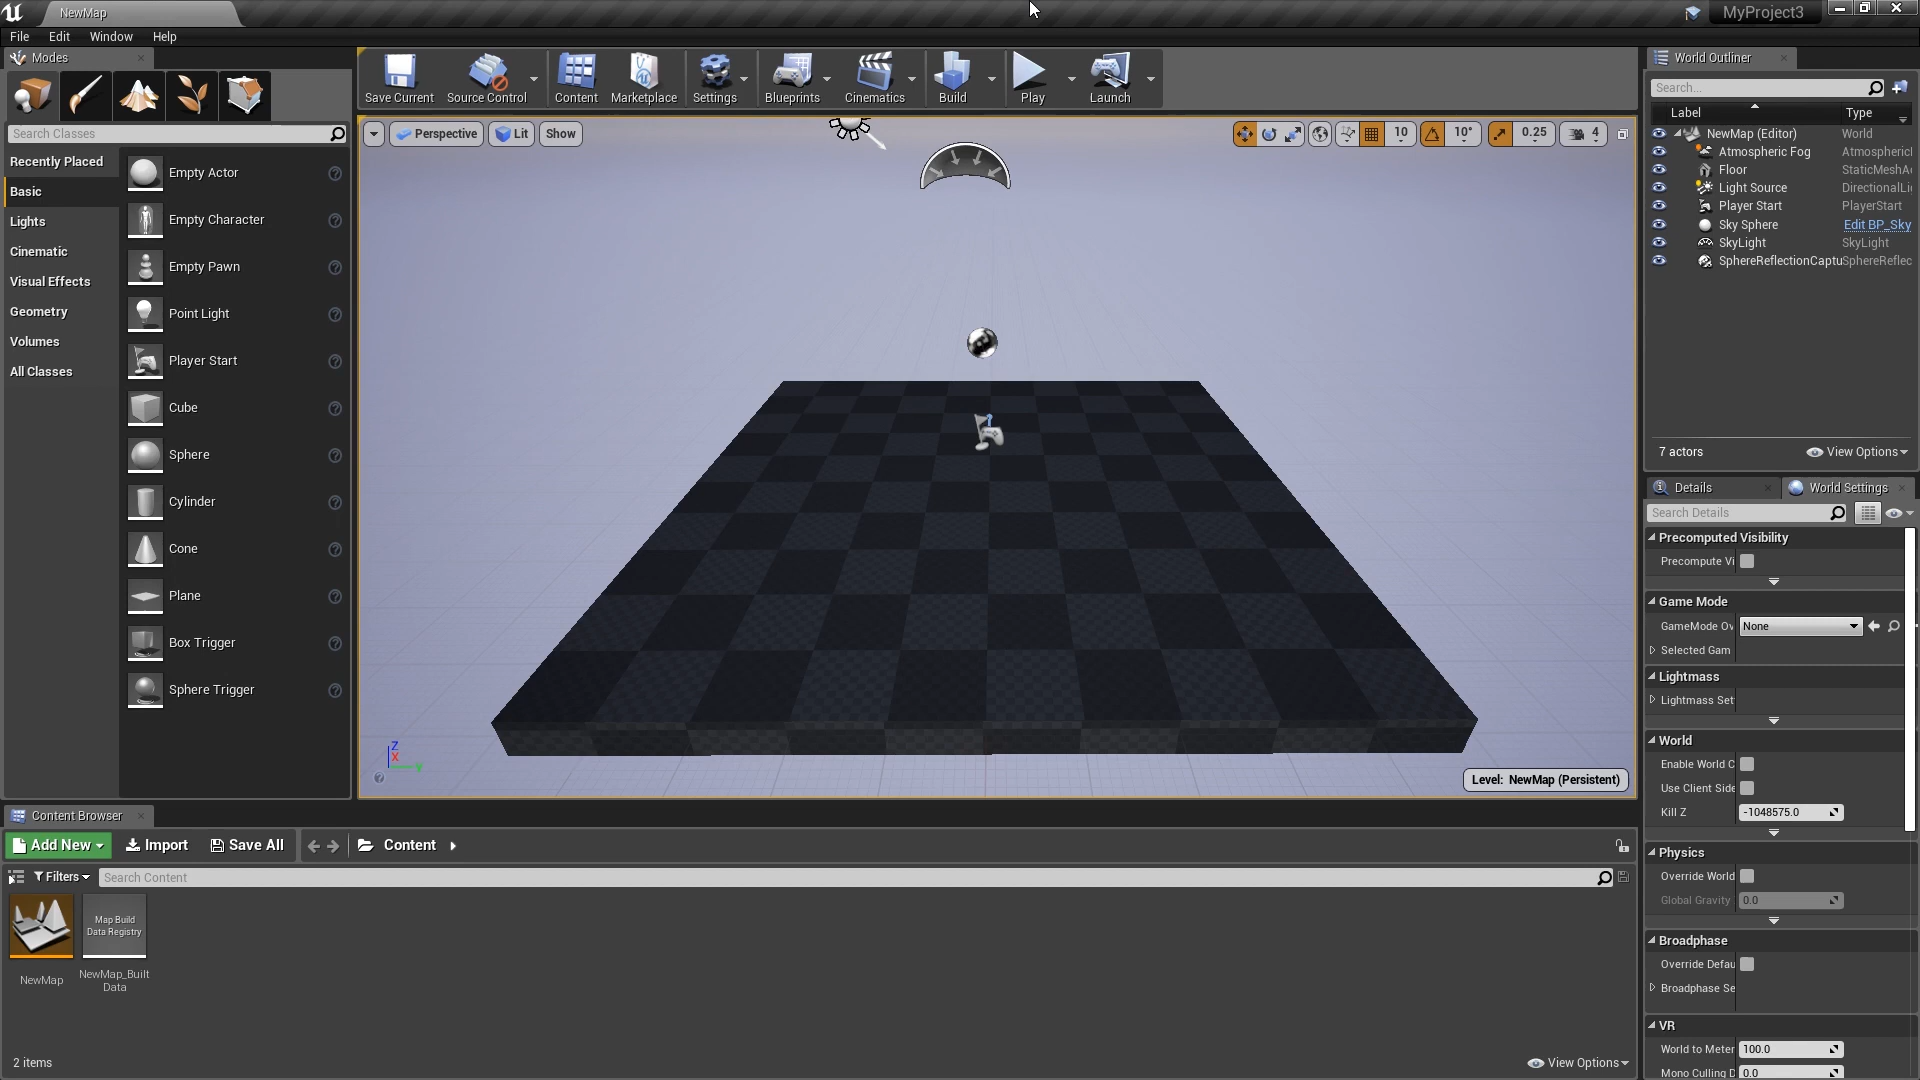 NewMap
MyProject3
File Edit Window Help
Modes
Search Classes
Recently Placed
Basic
Lights
Cinematic
Visual Effects
Geometry
Volumes
All Classes
Empty Actor
Empty Character
Empty Pawn
Point Light
Player Start
Cube
Sphere
Cylinder
Cone
Plane
Box Trigger
Sphere Trigger
Save Current
Source Control
Content
Marketplace
Settings
Blueprints
Cinematics
Build
Play
Launch
Perspective
Lit
Show
10
10°
0.25
4
Z
X
Level: NewMap (Persistent)
World Outliner
Search...
Label Type
NewMap (Editor) World
Atmospheric Fog Atmospheric
Floor StaticMeshA
Light Source DirectionalLi
Player Start PlayerStart
Sky Sphere Edit BP_Sky
SkyLight SkyLight
SphereReflectionCaptu SphereReflec
7 actors
View Options
Details
World Settings
Search Details
Precomputed Visibility
Precompute Vi
Game Mode
GameMode Ov None
Selected Gam
Lightmass
Lightmass Set
World
Enable World C
Use Client Side
Kill Z -1048575.0
Physics
Override World
Global Gravity 0.0
Broadphase
Override Defau
Broadphase Se
VR
World to Meter 100.0
Mono Culling D 0.0
Content Browser
Add New
Import
Save All
Content
Filters
Search Content
Map Build
Data Registry
NewMap
NewMap_Built
Data
2 items
View Options